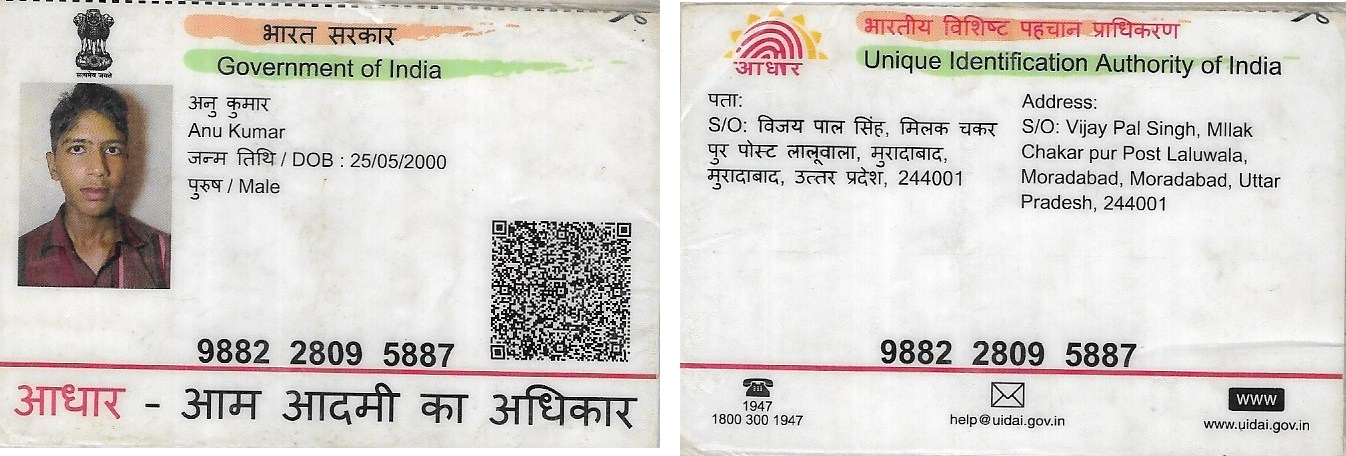 भारत सरकार
Government of India
सत्यमेव जयते
अनु कुमार
Anu Kumar
जन्म तिथि / DOB : 25/05/2000
पुरुष / Male
9882 2809 5887
आधार - आम आदमी का अधिकार
भारतीय विशिष्ट पहचान प्राधिकरण
Unique Identification Authority of India
आधार
पता:
S/O: विजय पाल सिंह, मिलक चकर
पुर पोस्ट लालूवाला, मुरादाबाद,
मुरादाबाद, उत्तर प्रदेश, 244001
Address:
S/O: Vijay Pal Singh, MIlak
Chakar pur Post Laluwala,
Moradabad, Moradabad, Uttar
Pradesh, 244001
9882 2809 5887
1947
1800 300 1947
help@uidai.gov.in
www
www.uidai.gov.in